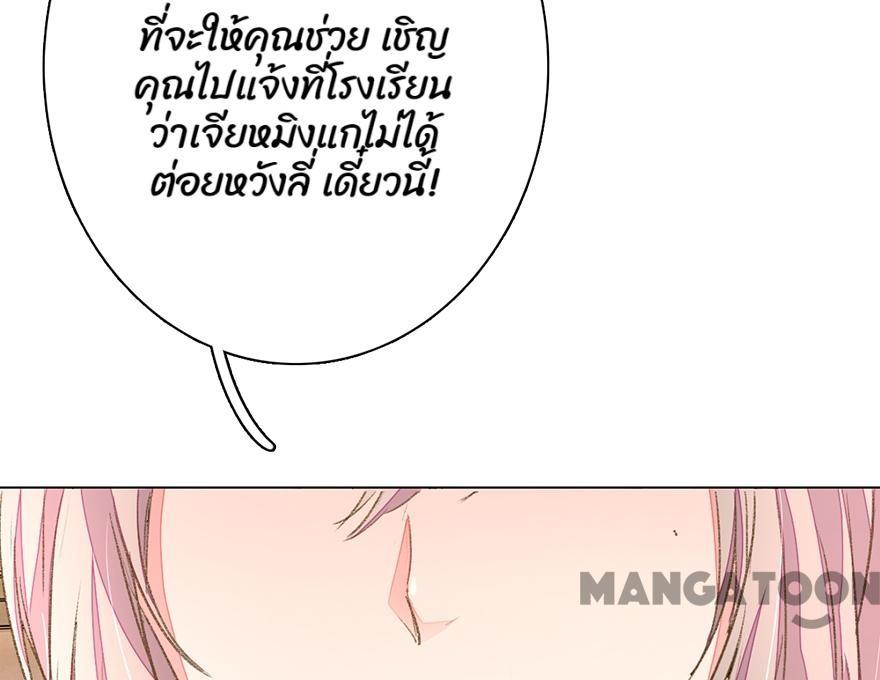 ที่จะให้คุณช่วย เชิญ
คุณไปแจ้งที่โรงเรียน
ว่าเจียหมิงแกไม่ได้
ต่อยหวังลี่ เดี๋ยวนี้!
MANGATOON